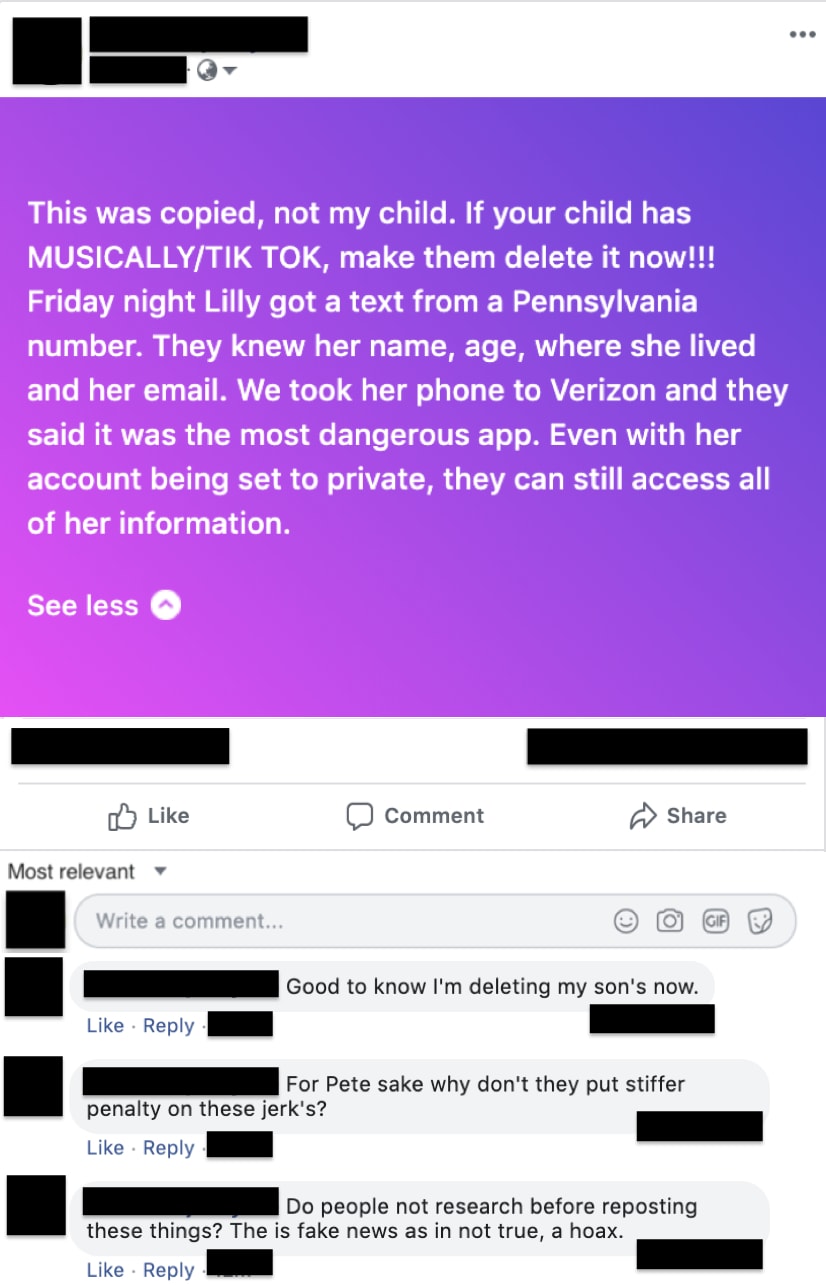 This was copied, not my child. If your child has
MUSICALLY/TIK TOK, make them delete it now!!!
Friday night Lilly got a text from a Pennsylvania
number. They knew her name, age, where she lived
and her email. We took her phone to Verizon and they
said it was the most dangerous app. Even with her
account being set to private, they can still access all
of her information.
See less
Like Comment Share
Most relevant
Write a comment... GIF
Good to know I'm deleting my son's now.
Like · Reply ·
For Pete sake why don't they put stiffer
penalty on these jerk's?
Like · Reply ·
Do people not research before reposting
these things? The is fake news as in not true, a hoax.
Like · Reply ·